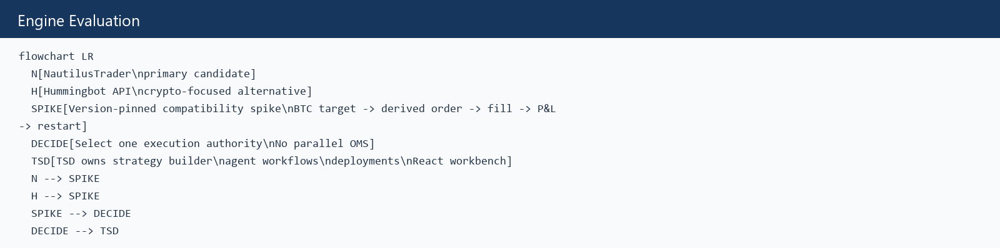 Engine Evaluation
flowchart LR
N[NautilusTrader\nprimary candidate]
H[Hummingbot API\ncrypto-focused alternative]
SPIKE[Version-pinned compatibility spike\nBTC target -> derived order -> fill -> P&L
-> restart]
DECIDE[Select one execution authority\nNo parallel OMS]
TSD[TSD owns strategy builder\nagent workflows\ndeployments\nReact workbench]
N --> SPIKE
H --> SPIKE
SPIKE --> DECIDE
DECIDE --> TSD